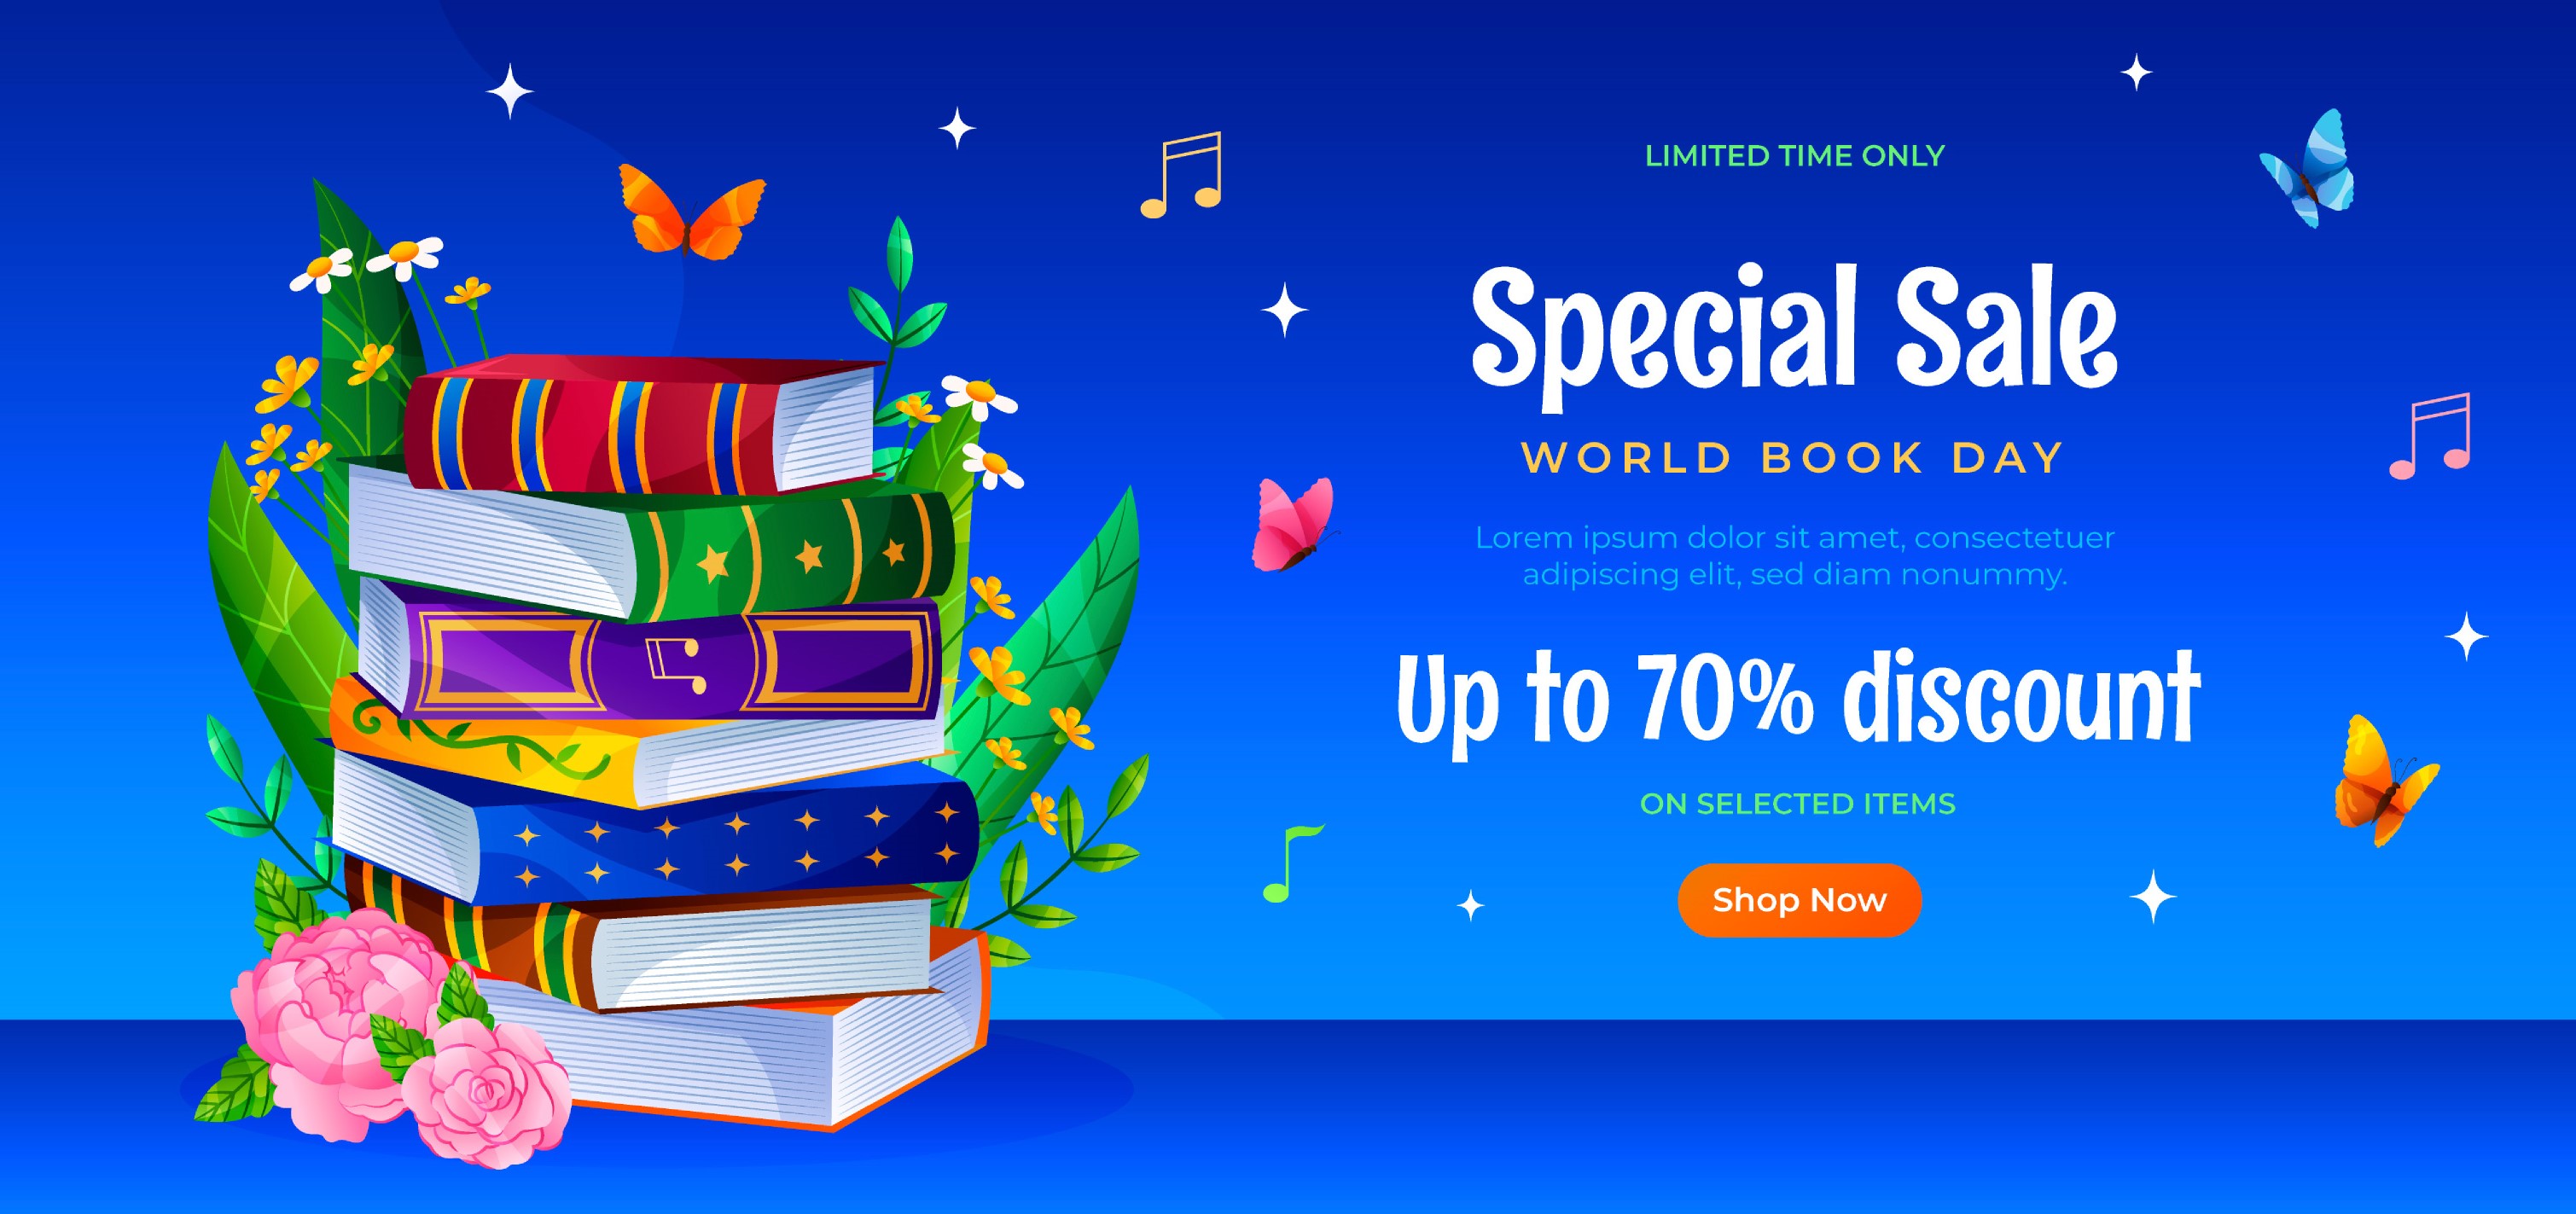 LIMITED TIME ONLY
Special Sale
WORLD BOOK DAY
Lorem ipsum dolor sit amet, consectetuer
adipiscing elit, sed diam nonummy.
Up to 70% discount
ON SELECTED ITEMS
Shop Now